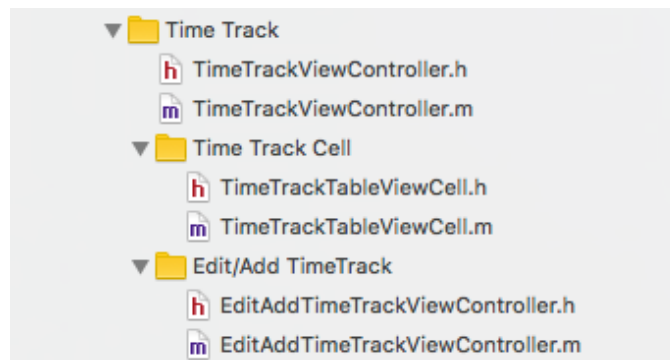 Time Track
h TimeTrackViewController.h
m TimeTrackViewController.m
Time Track Cell
h TimeTrackTableViewCell.h
m TimeTrackTableViewCell.m
Edit/Add TimeTrack
h EditAddTimeTrackViewController.h
m EditAddTimeTrackViewController.m